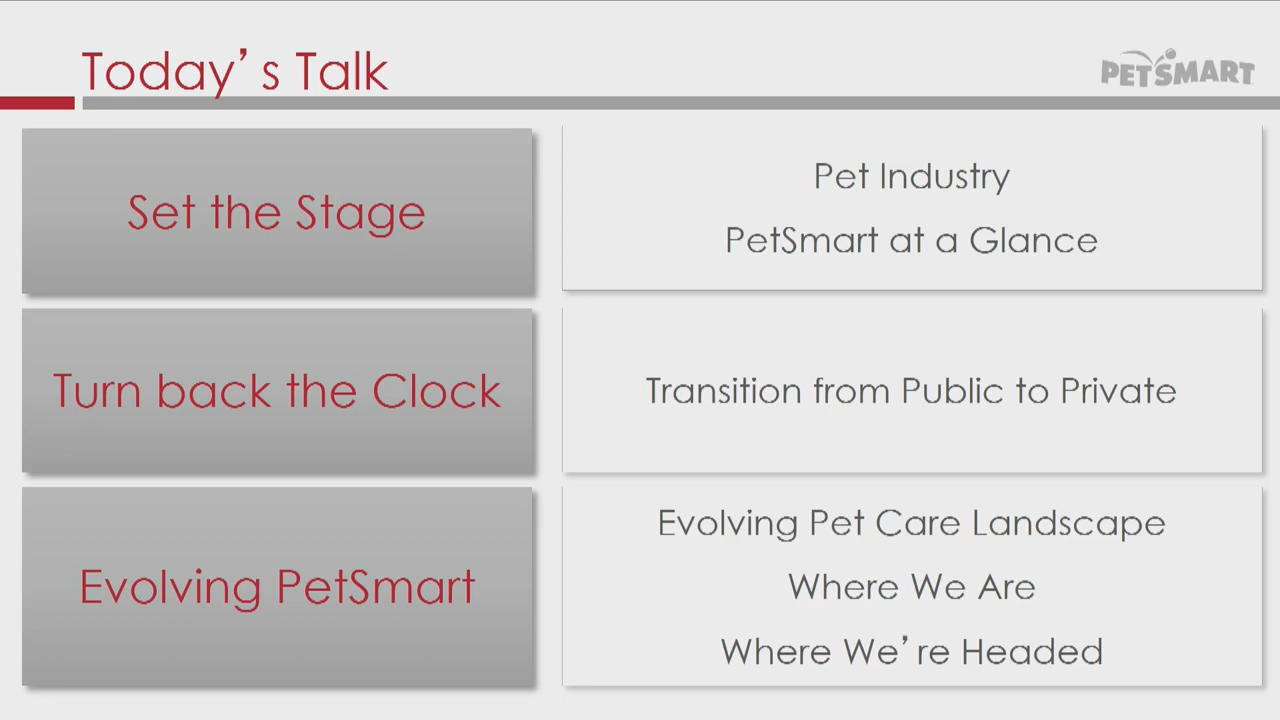 Today’s Talk
PETSMART
Set the Stage
Pet Industry
PetSmart at a Glance
Turn back the Clock
Transition from Public to Private
Evolving PetSmart
Evolving Pet Care Landscape
Where We Are
Where We’re Headed